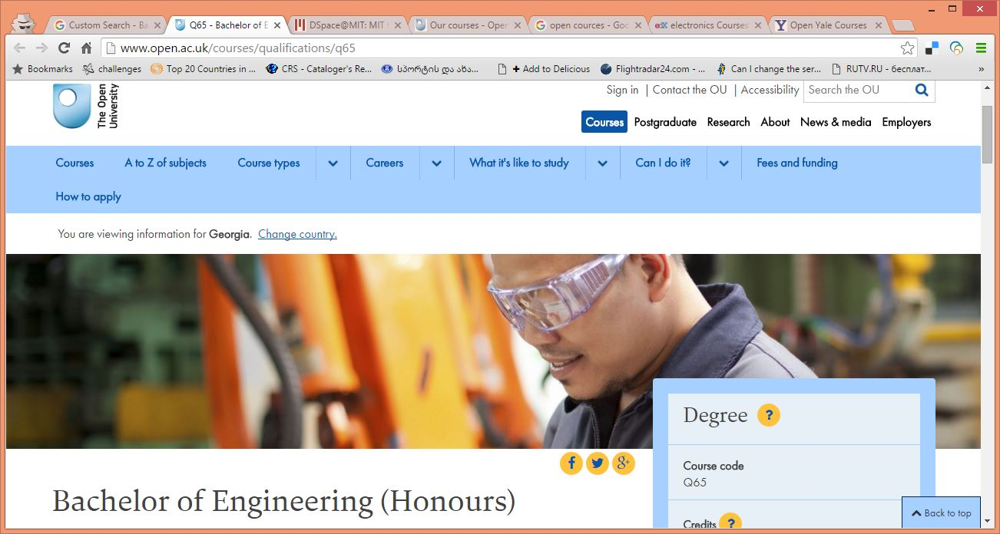 Custom Search - Ba
Q65 - Bachelor of E
DSpace@MIT: MIT
Our courses - Oper
open cources - Goo
edX electronics Courses
Open Yale Courses
www.open.ac.uk/courses/qualifications/q65
Bookmarks
challenges
Top 20 Countries in ...
CRS - Cataloger's Re...
სპორტის და ახა...
+ Add to Delicious
Flightradar24.com - ...
Can I change the ser...
RUTV.RU - бесплат...
»
The Open
University
Sign in | Contact the OU | Accessibility
Search the OU
Courses Postgraduate Research About News & media Employers
Courses A to Z of subjects Course types Careers What it's like to study Can I do it? Fees and funding
How to apply
You are viewing information for Georgia. Change country.
Degree ?
Course code
Q65
Credits ?
Back to top
f g+
Bachelor of Engineering (Honours)